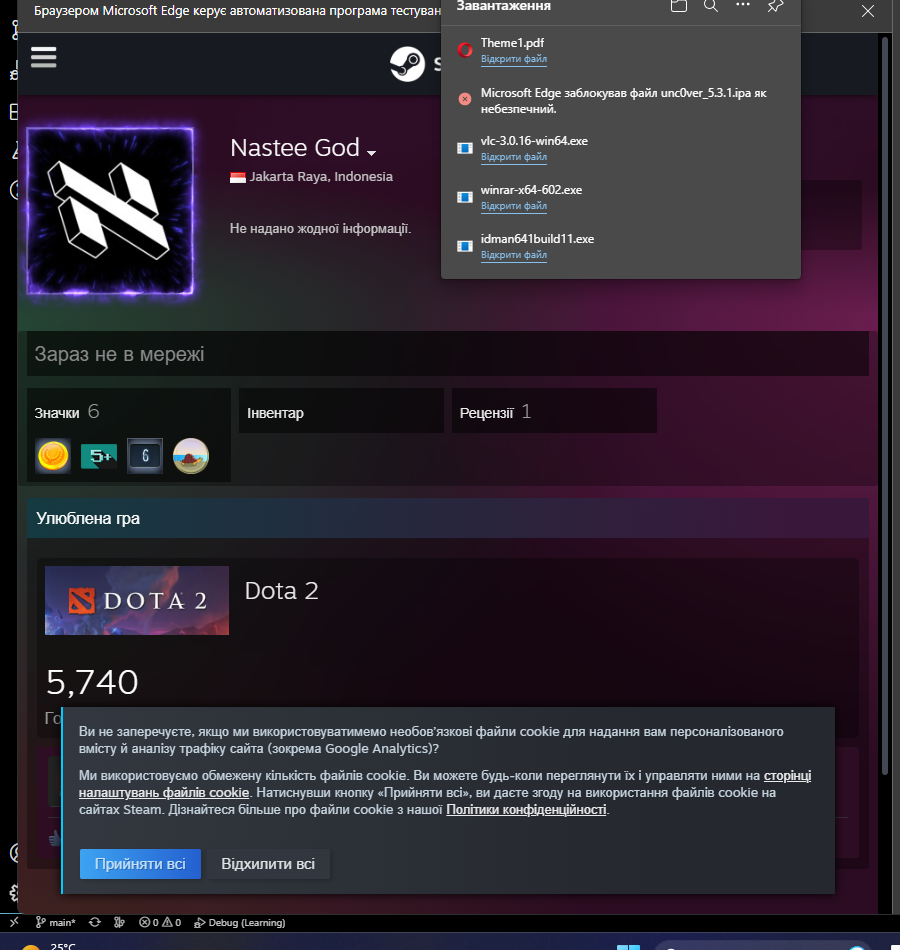 Браузером Microsoft Edge керує автоматизована програма тестуван
Завантаження
Theme1.pdf
Відкрити файл
Microsoft Edge заблокував файл unc0ver_5.3.1.ipa як
небезпечний.
vlc-3.0.16-win64.exe
Відкрити файл
winrar-x64-602.exe
Відкрити файл
idman641build11.exe
Відкрити файл
S
Nastee God
Jakarta Raya, Indonesia
Не надано жодної інформації.
Зараз не в мережі
Значки 6
Інвентар
Рецензії 1
5+
6
Улюблена гра
DOTA 2
Dota 2
5,740
Го
Ви не заперечуєте, якщо ми використовуватимемо необов'язкові файли cookie для надання вам персоналізованого
вмісту й аналізу трафіку сайта (зокрема Google Analytics)?
Ми використовуємо обмежену кількість файлів cookie. Ви можете будь-коли переглянути їх і управляти ними на сторінці
налаштувань файлів cookie. Натиснувши кнопку «Прийняти всі», ви даєте згоду на використання файлів cookie на
сайтах Steam. Дізнайтеся більше про файли cookie з нашої Політики конфіденційності.
Прийняти всі
Відхилити всі
main*
0
0
Debug (Learning)
25°C